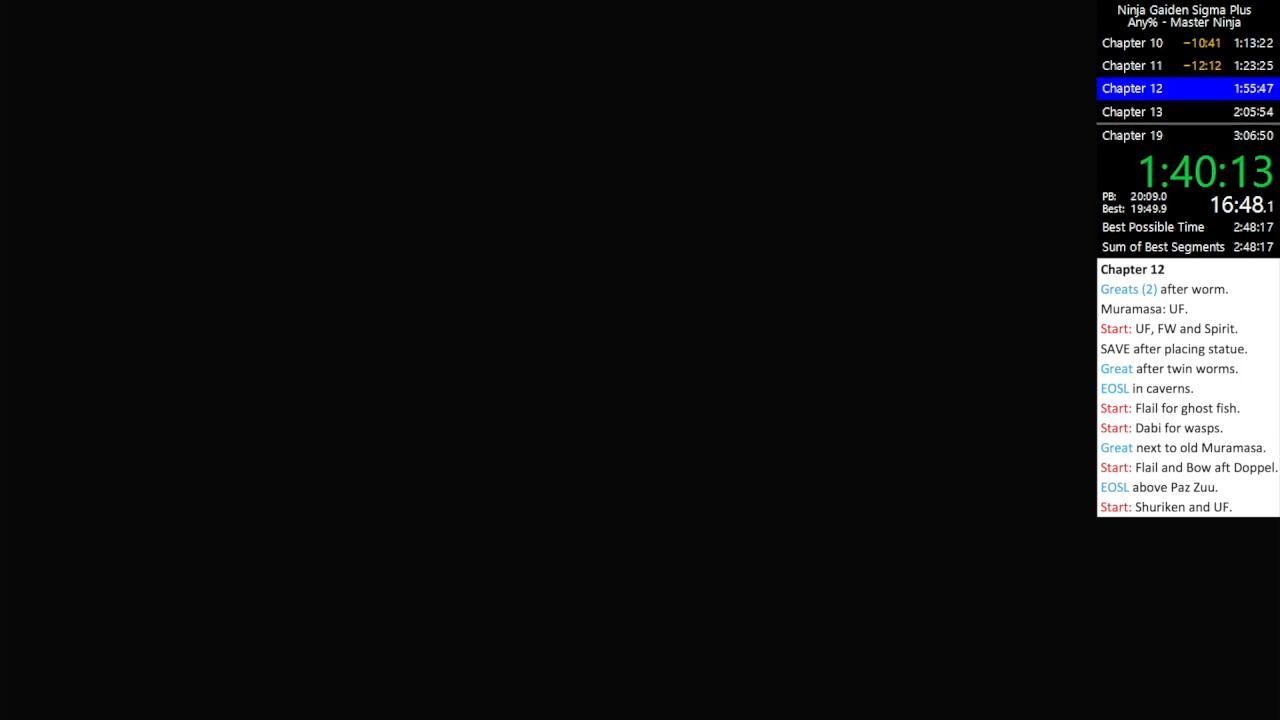 Ninja Gaiden Sigma Plus
Any% - Master Ninja
Chapter 10 −10:41 1:13:22
Chapter 11 −12:12 1:23:25
Chapter 12 1:55:47
Chapter 13 2:05:54
Chapter 19 3:06:50
1:40:13
PB: 20:09.0
Best: 19:49.9
16:48.1
Best Possible Time 2:48:17
Sum of Best Segments 2:48:17
Chapter 12
Greats (2) after worm.
Muramasa: UF.
Start: UF, FW and Spirit.
SAVE after placing statue.
Great after twin worms.
EOSL in caverns.
Start: Flail for ghost fish.
Start: Dabi for wasps.
Great next to old Muramasa.
Start: Flail and Bow aft Doppel.
EOSL above Paz Zuu.
Start: Shuriken and UF.